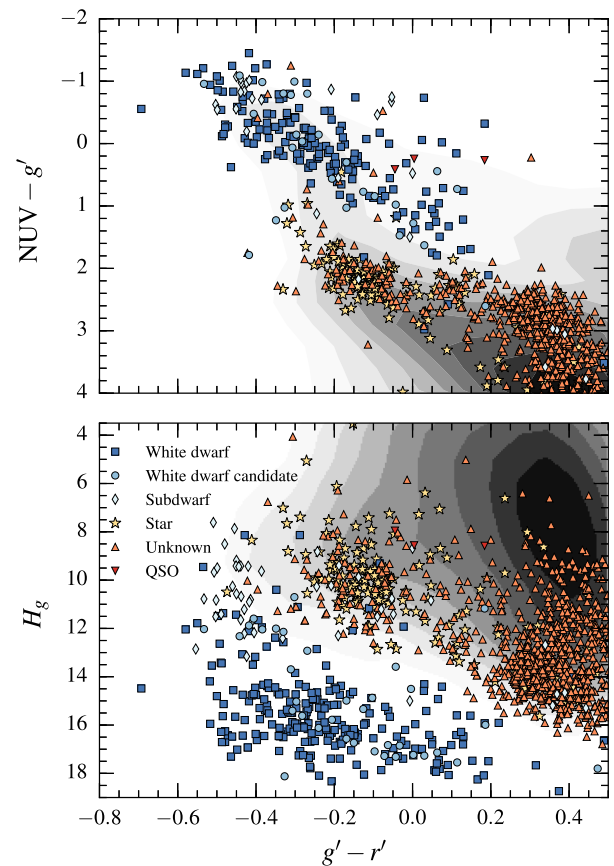 −1
0
1
2
3
4
NUV − g′
8
10
12
14
16
18
H_g
White dwarf
White dwarf candidate
Subdwarf
Star
Unknown
QSO
−0.8 −0.6 −0.4 −0.2 0.0 0.2 0.4
g′ − r′
−2
4
6